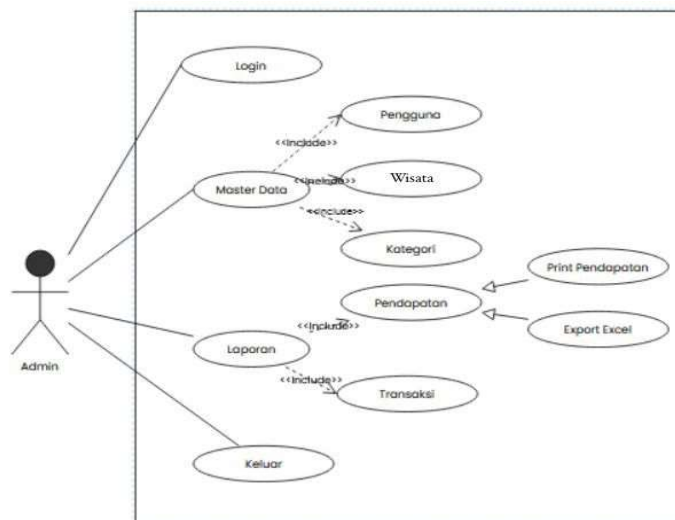 Login
Pengguna
<<Include>>
<<Include>>
Wisata
Master Data
<<Include>>
Kategori
Print Pendapatan
Pendapatan
<<Include>>
Export Excel
Laporan
Admin
<<Include>>
Transaksi
Keluar